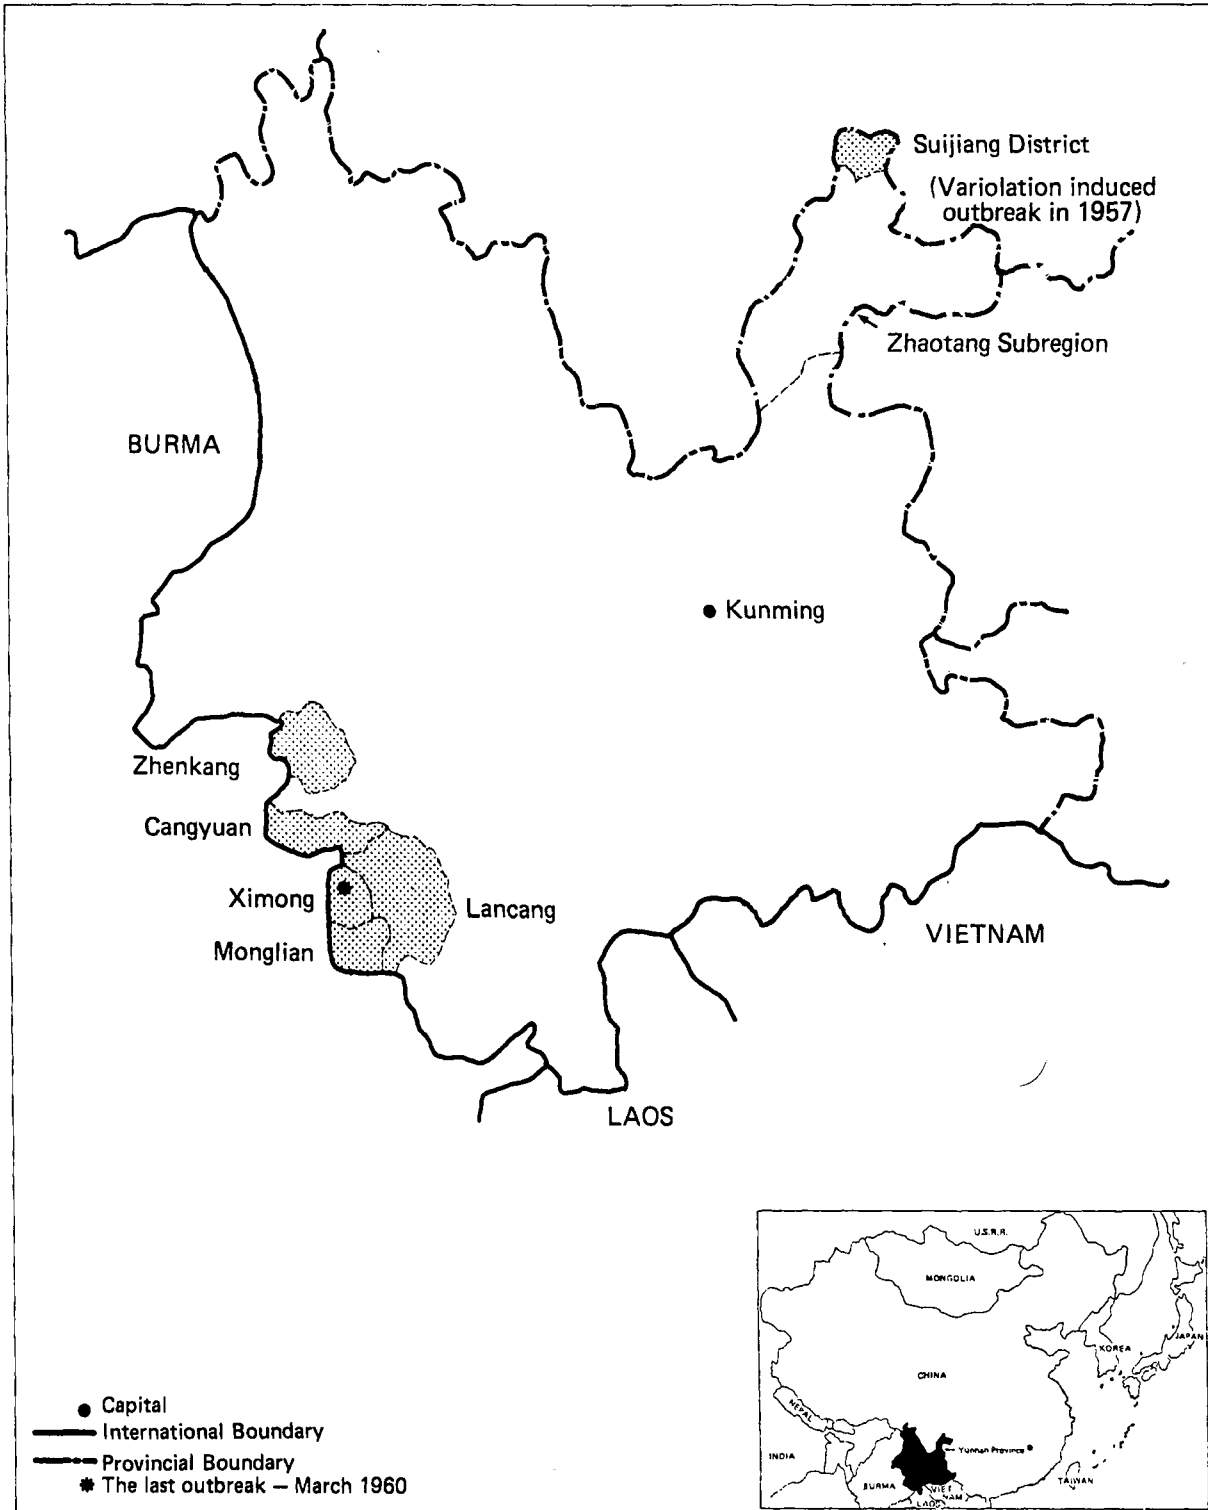 Suijiang District
(Variolation induced
outbreak in 1957)
Zhaotang Subregion
BURMA
Kunming
Zhenkang
Cangyuan
Ximong
Lancang
Monglian
VIETNAM
LAOS
U.S.R.R.
MONGOLIA
KOREA
JAPAN
CHINA
NEPAL
Yunnan Province
INDIA
BURMA
VIET
NAM
LAOS
TAIWAN
Capital
International Boundary
Provincial Boundary
The last outbreak — March 1960